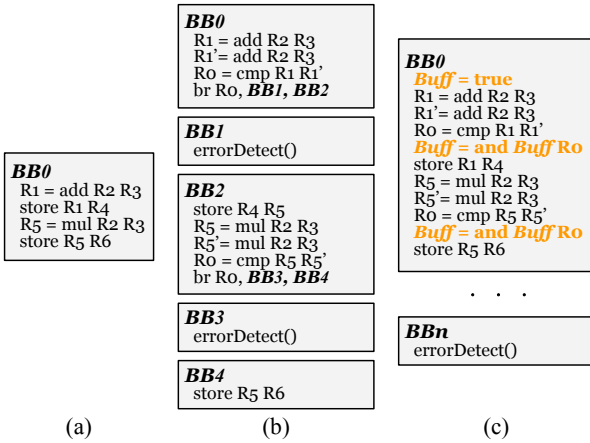 BB0
R1 = add R2 R3
store R1 R4
R5 = mul R2 R3
store R5 R6
(a)
BB0
R1 = add R2 R3
R1'= add R2 R3
R0 = cmp R1 R1'
br R0, BB1, BB2
BB1
errorDetect()
BB2
store R4 R5
R5 = mul R2 R3
R5'= mul R2 R3
R0 = cmp R5 R5'
br R0, BB3, BB4
BB3
errorDetect()
BB4
store R5 R6
(b)
BB0
Buff = true
R1 = add R2 R3
R1'= add R2 R3
R0 = cmp R1 R1'
Buff = and Buff R0
store R1 R4
R5 = mul R2 R3
R5'= mul R2 R3
R0 = cmp R5 R5'
Buff = and Buff R0
store R5 R6
. . .
BBn
errorDetect()
(c)